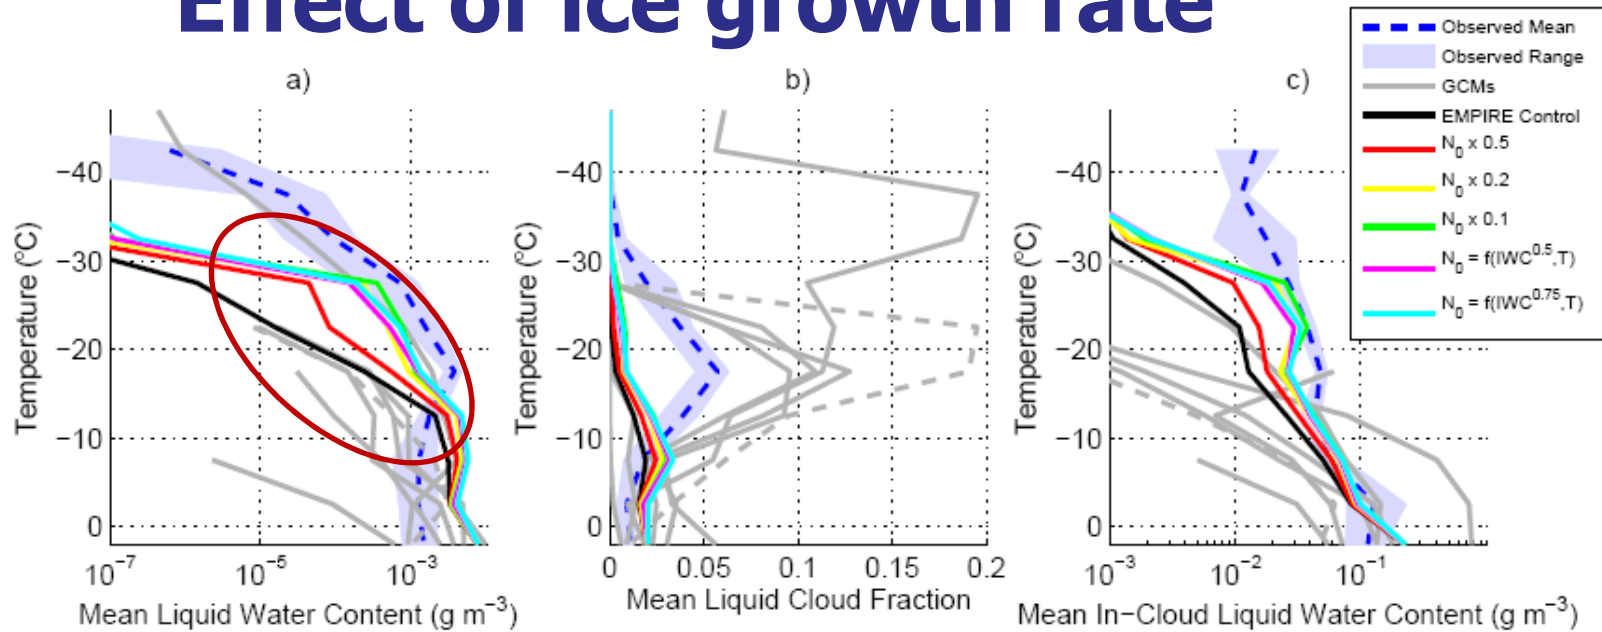 Effect of ice growth rate
Observed Mean
Observed Range
GCMs
EMPIRE Control
N₀ x 0.5
N₀ x 0.2
N₀ x 0.1
N₀ = f(IWC⁰·⁵,T)
N₀ = f(IWC⁰·⁷⁵,T)
a)
Temperature (°C)
−40
−30
−20
−10
0
10⁻⁷
10⁻⁵
10⁻³
Mean Liquid Water Content (g m⁻³)
b)
Temperature (°C)
−40
−30
−20
−10
0
0
0.05
0.1
0.15
0.2
Mean Liquid Cloud Fraction
c)
Temperature (°C)
−40
−30
−20
−10
0
10⁻³
10⁻²
10⁻¹
Mean In−Cloud Liquid Water Content (g m⁻³)